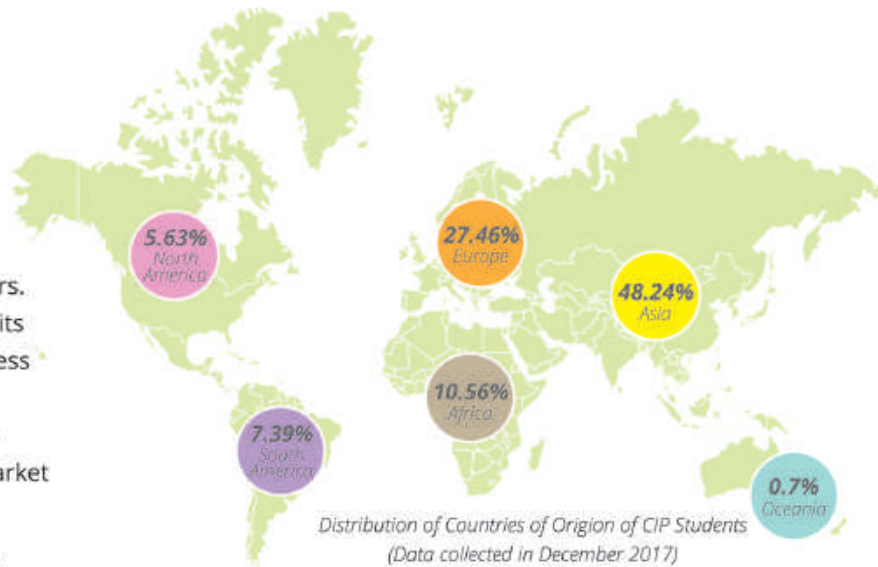 rs.
its
ess
arket
5.63%
North
America
27.46%
Europe
48.24%
Asia
10.56%
Africa
7.39%
South
America
0.7%
Oceania
Distribution of Countries of Origion of CIP Students
(Data collected in December 2017)